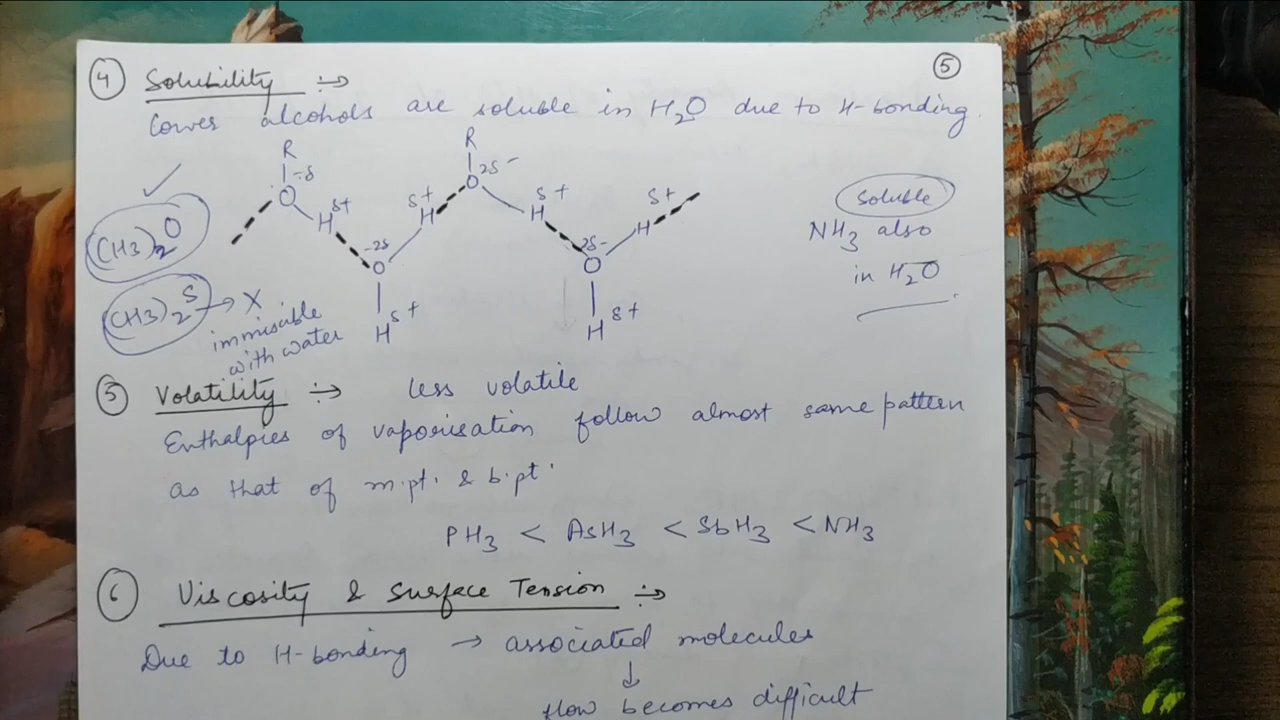 ⑤
④ Solubility ÷→
Lower alcohols are soluble in H₂O due to H-bonding.
R R
-δ 2δ-
O O
δ+ δ+ δ+ δ+
H H H H
-2δ 2δ-
O O
H δ+ H δ+
(CH3)₂O
(CH3)₂S → X
immiscible
with water
Soluble
NH₃ also
in H₂O
⑤ Volatility ÷→ less volatile
Enthalpies of vaporisation follow almost same pattern
as that of m.pt. & b.pt.
PH₃ < AsH₃ < SbH₃ < NH₃
⑥ Viscosity & Surface Tension ÷→
Due to H-bonding → associated molecules
↓
flow becomes difficult